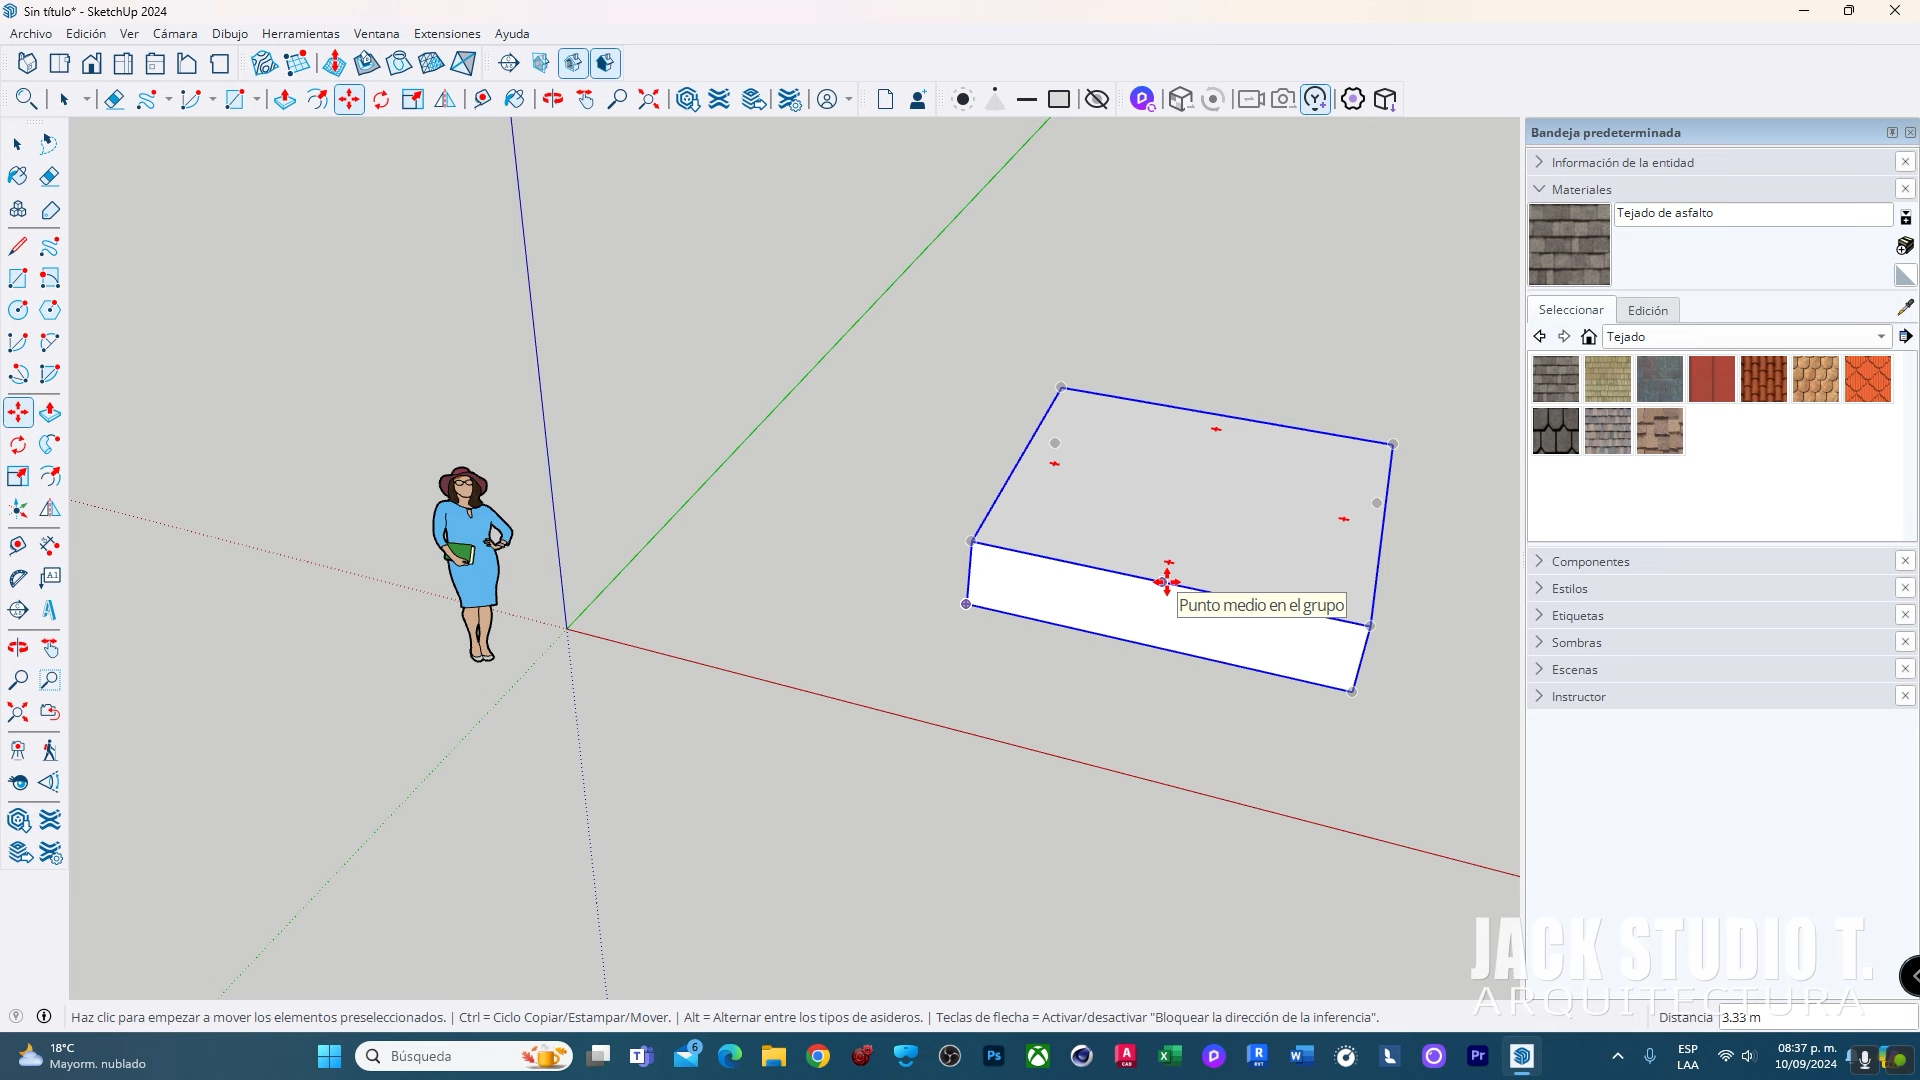 Sin título* - SketchUp 2024
Archivo Edición Ver Cámara Dibujo Herramientas Ventana Extensiones Ayuda
Bandeja predeterminada
Información de la entidad
Materiales
Tejado de asfalto
Seleccionar Edición
Tejado
Componentes
Estilos
Etiquetas
Sombras
Escenas
Instructor
Punto medio en el grupo
JACK STUDIO T.
ARQUITECTURA
Haz clic para empezar a mover los elementos preseleccionados. | Ctrl = Ciclo Copiar/Estampar/Mover. | Alt = Alternar entre los tipos de asideros. | Teclas de flecha = Activar/desactivar "Bloquear la dirección de la inferencia".
Distancia 3.33 m
18°C
Mayorm. nublado
Búsqueda
6
ESP
LAA
08:37 p. m.
10/09/2024